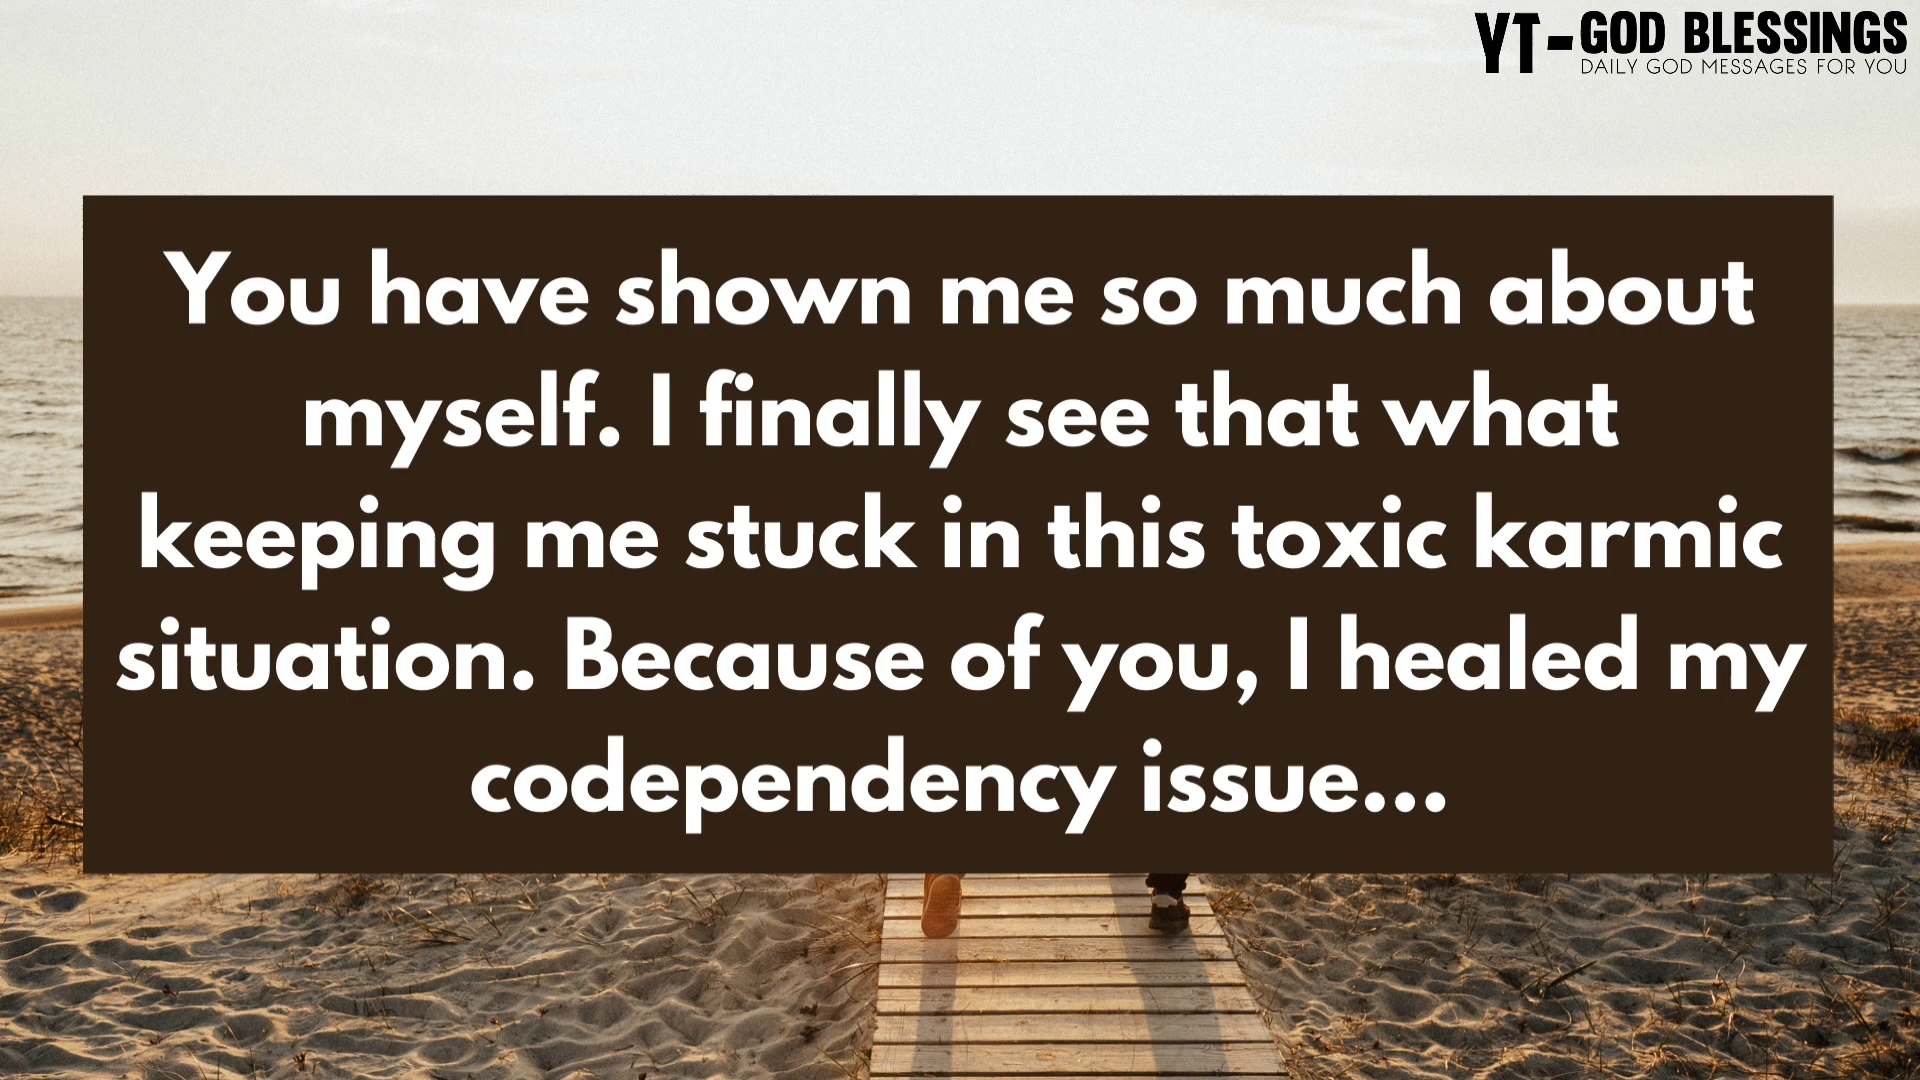 YT-GOD BLESSINGS
DAILY GOD MESSAGES FOR YOU
You have shown me so much about
myself. I finally see that what
keeping me stuck in this toxic karmic
situation. Because of you, I healed my
codependency issue...